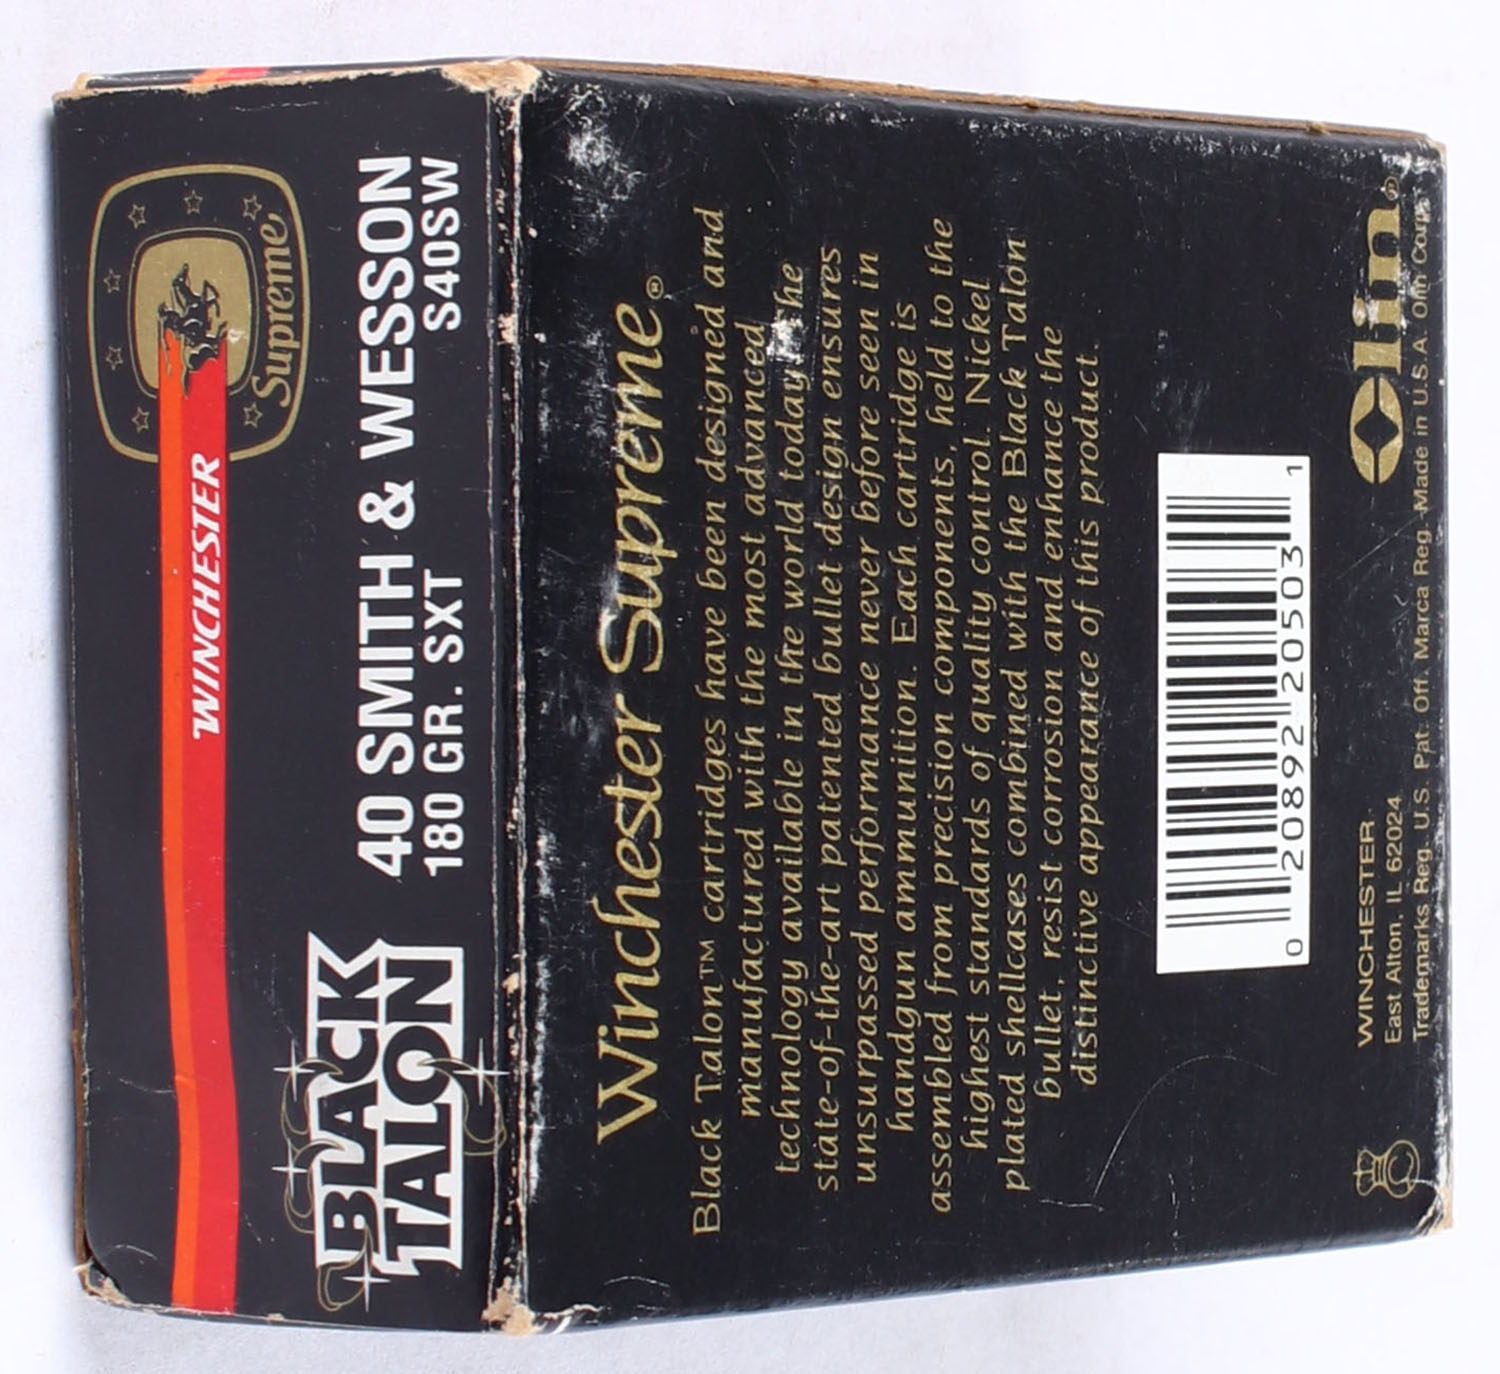 Supreme
WINCHESTER
BLACK
TALON
40 SMITH & WESSON
180 GR. SXT S40SW
Winchester Supreme®
Black Talon™ cartridges have been designed and
manufactured with the most advanced
technology available in the world today. The
state-of-the-art patented bullet design ensures
unsurpassed performance never before seen in
handgun ammunition. Each cartridge is
assembled from precision components, held to the
highest standards of quality control. Nickel
plated shellcases combined with the Black Talon
bullet, resist corrosion and enhance the
distinctive appearance of this product.
0 20892 20503 1
WINCHESTER
East Alton, IL 62024
Olin®
Trademarks Reg. U.S. Pat. Off. Marca Reg. Made in U.S.A. Olin Corp.